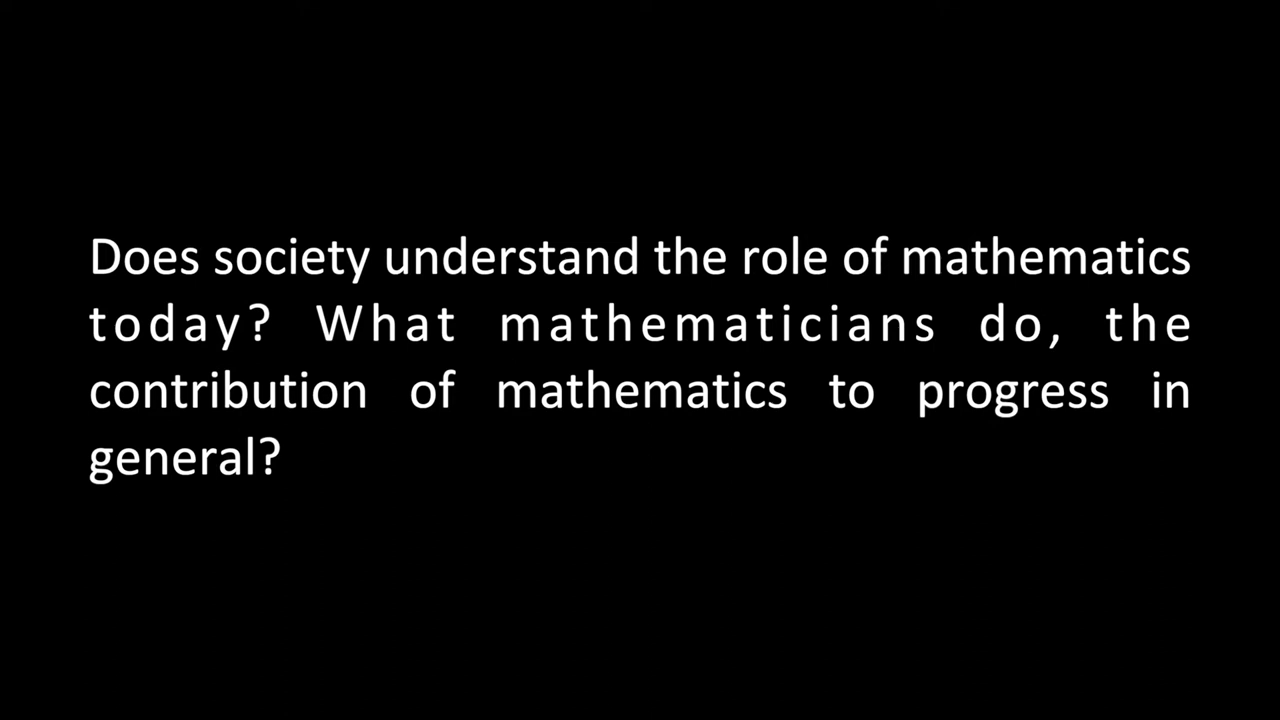 Does society understand the role of mathematics
today? What mathematicians do, the
contribution of mathematics to progress in
general?